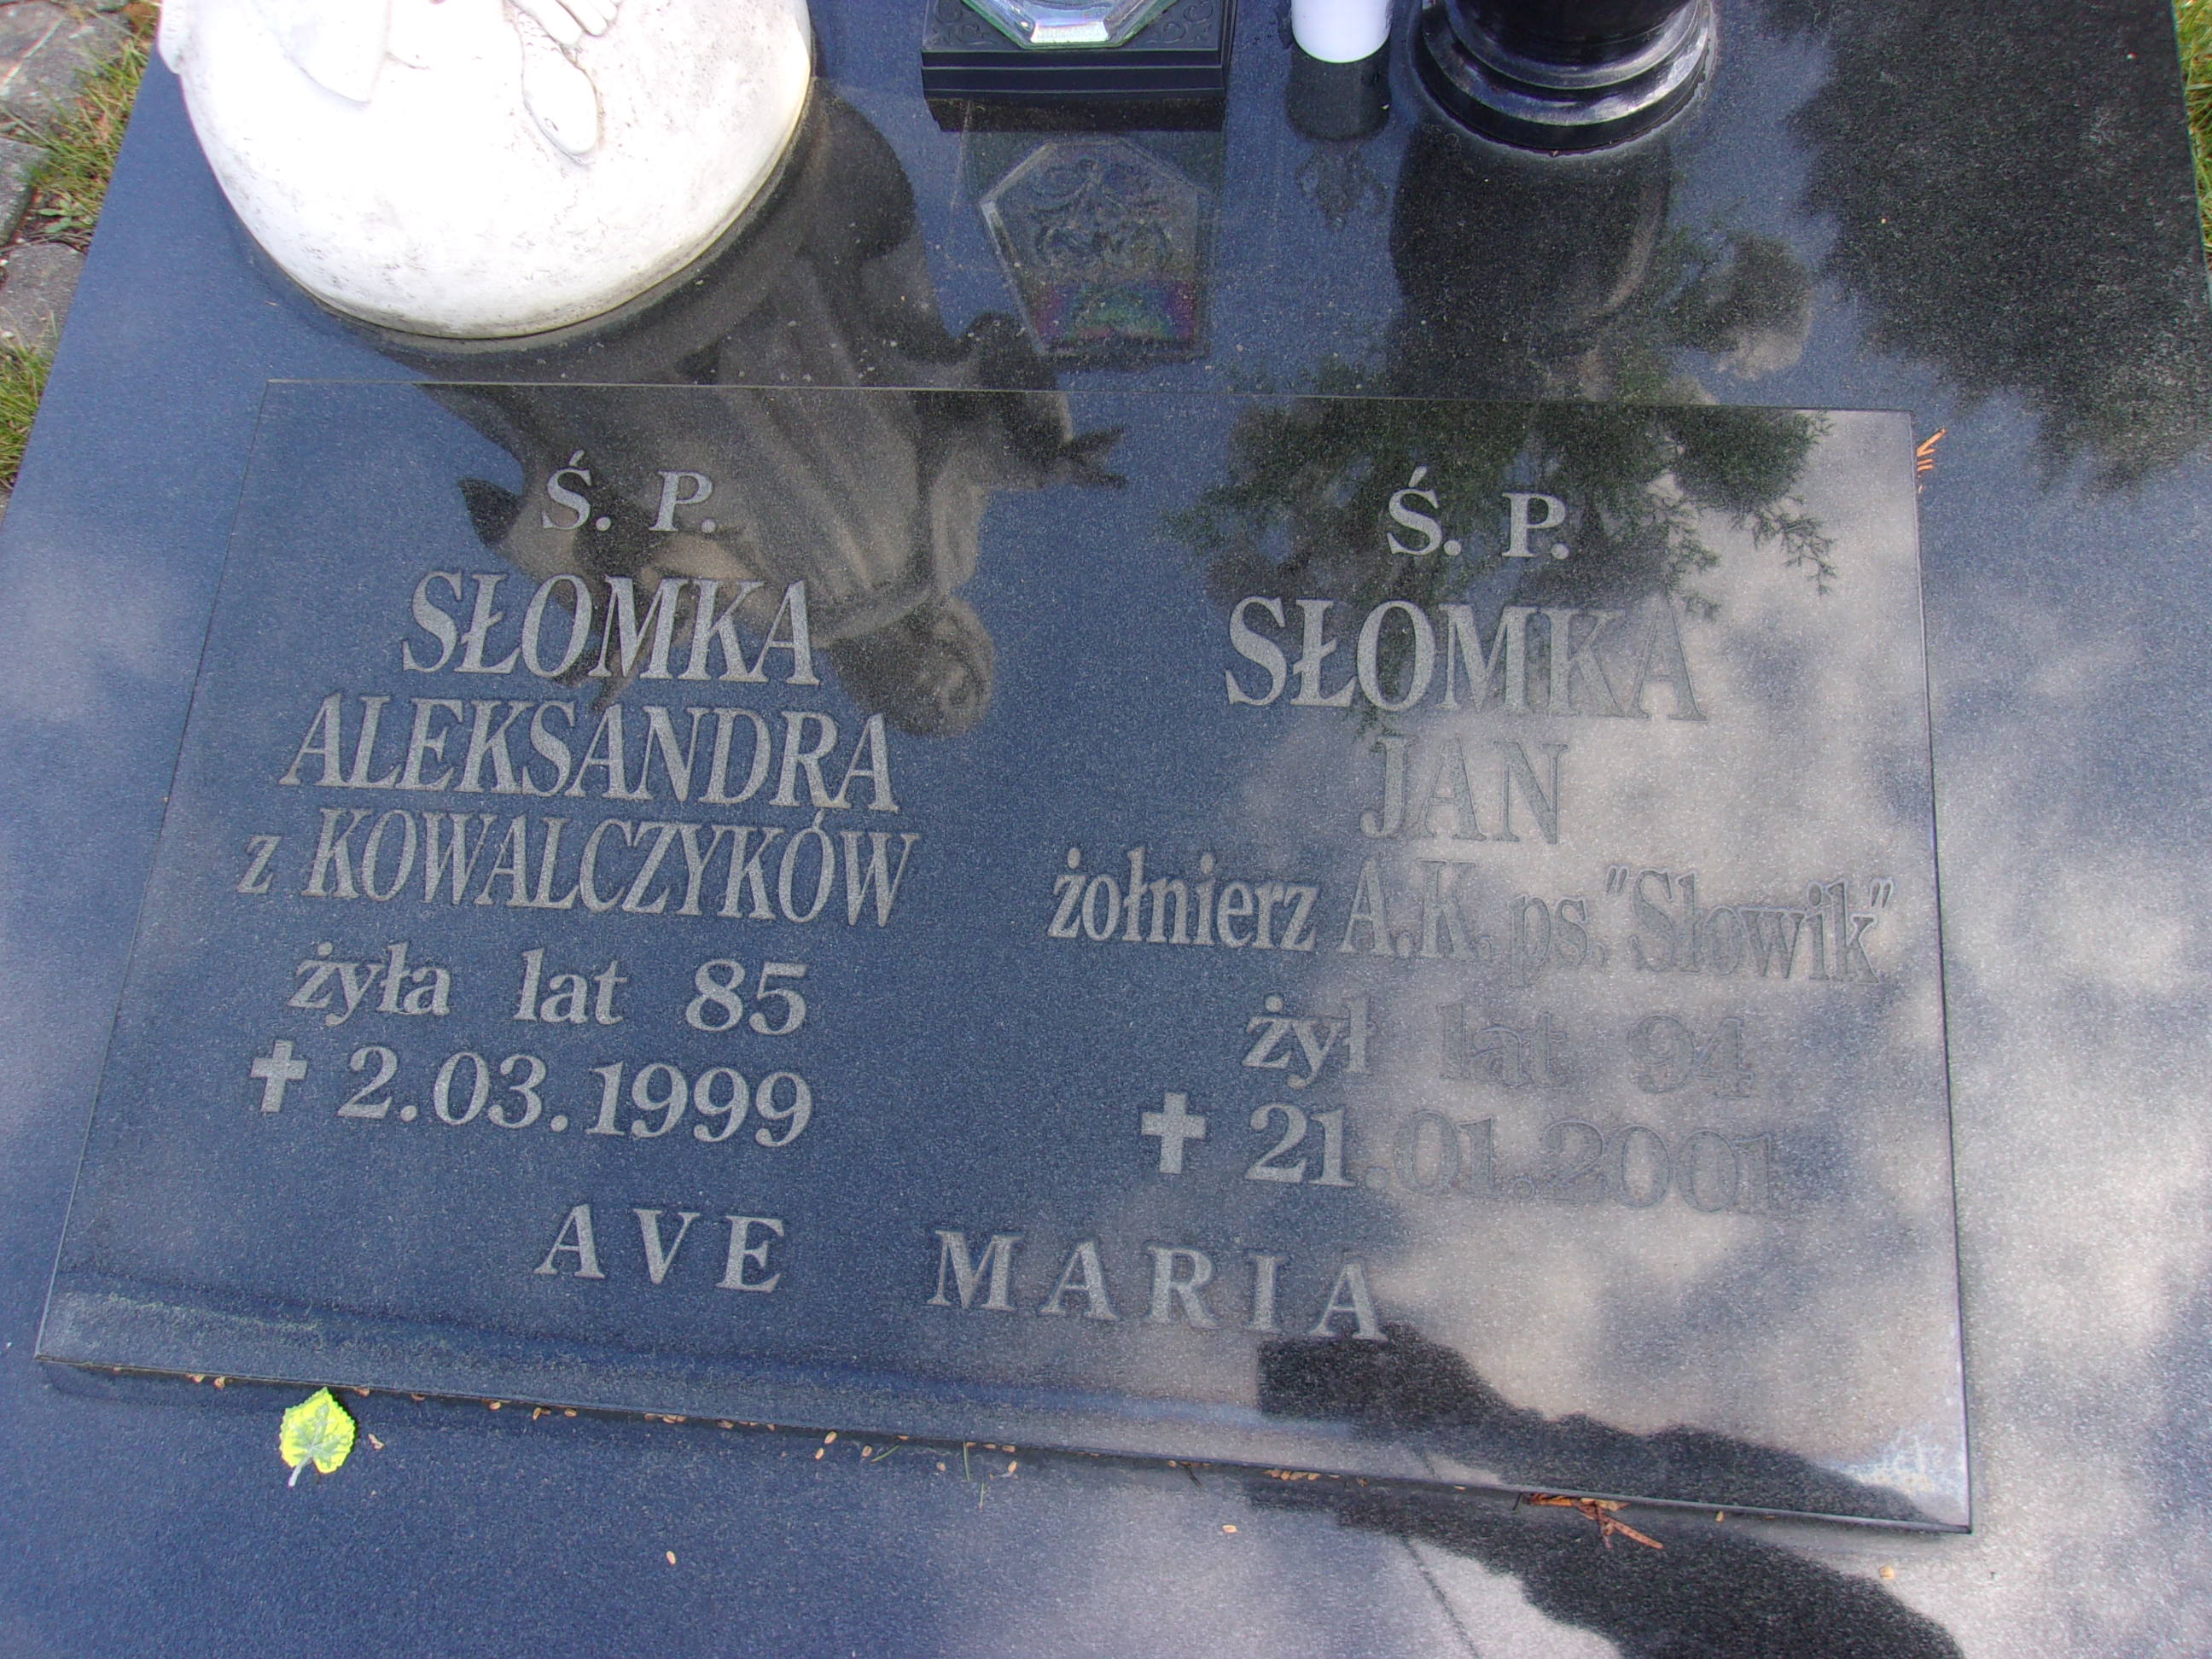 Ś. P.
SŁOMKA
ALEKSANDRA
z KOWALCZYKÓW
żyła lat 85
✝ 2.03.1999
Ś. P.
SŁOMKA
JAN
żołnierz A.K. ps. "Słowik"
żył lat 94
✝ 21.01.2001
AVE MARIA